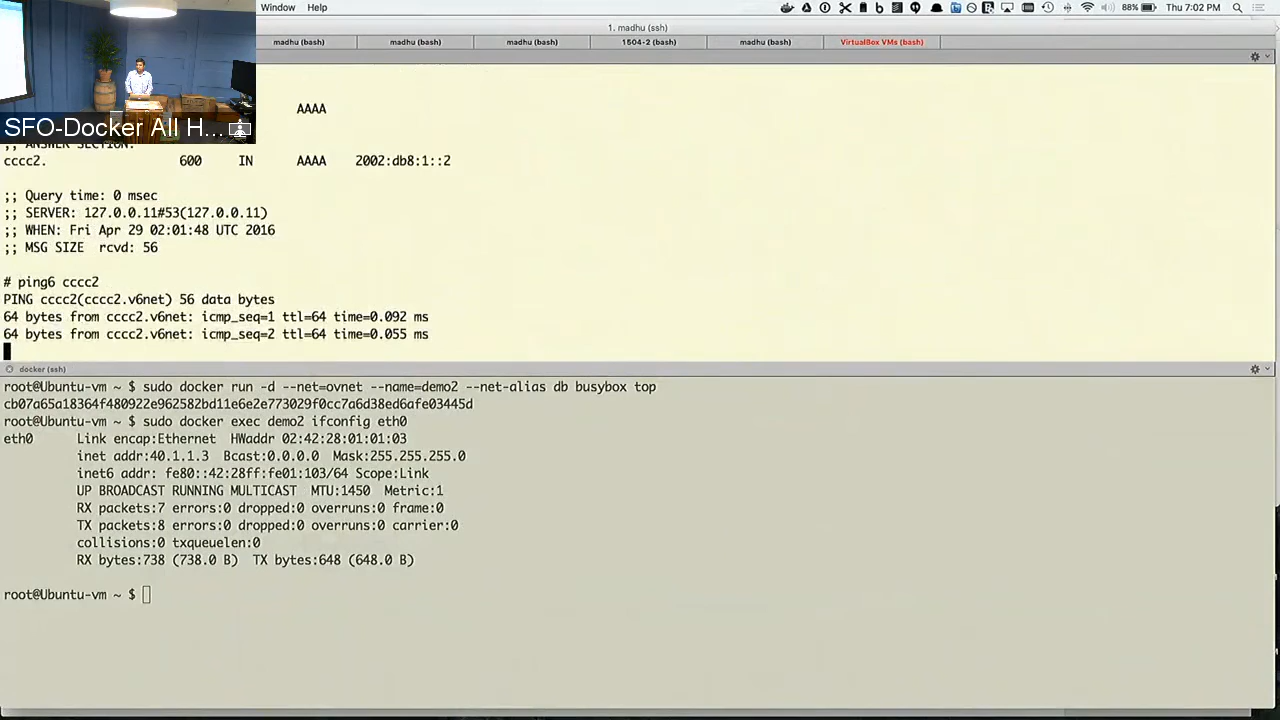 Window Help
88% Thu 7:02 PM
1. madhu (ssh)
madhu (bash) madhu (bash) madhu (bash) 1504-2 (bash) madhu (bash) VirtualBox VMs (bash)
SFO-Docker All H...
AAAA
;; ANSWER SECTION:
cccc2. 600 IN AAAA 2002:db8:1::2
;; Query time: 0 msec
;; SERVER: 127.0.0.11#53(127.0.0.11)
;; WHEN: Fri Apr 29 02:01:48 UTC 2016
;; MSG SIZE rcvd: 56
# ping6 cccc2
PING cccc2(cccc2.v6net) 56 data bytes
64 bytes from cccc2.v6net: icmp_seq=1 ttl=64 time=0.092 ms
64 bytes from cccc2.v6net: icmp_seq=2 ttl=64 time=0.055 ms
docker (ssh)
root@Ubuntu-vm ~ $ sudo docker run -d --net=ovnet --name=demo2 --net-alias db busybox top
cb07a65a18364f480922e962582bd11e6e2e773029f0cc7a6d38ed6afe03445d
root@Ubuntu-vm ~ $ sudo docker exec demo2 ifconfig eth0
eth0 Link encap:Ethernet HWaddr 02:42:28:01:01:03
inet addr:40.1.1.3 Bcast:0.0.0.0 Mask:255.255.255.0
inet6 addr: fe80::42:28ff:fe01:103/64 Scope:Link
UP BROADCAST RUNNING MULTICAST MTU:1450 Metric:1
RX packets:7 errors:0 dropped:0 overruns:0 frame:0
TX packets:8 errors:0 dropped:0 overruns:0 carrier:0
collisions:0 txqueuelen:0
RX bytes:738 (738.0 B) TX bytes:648 (648.0 B)
root@Ubuntu-vm ~ $